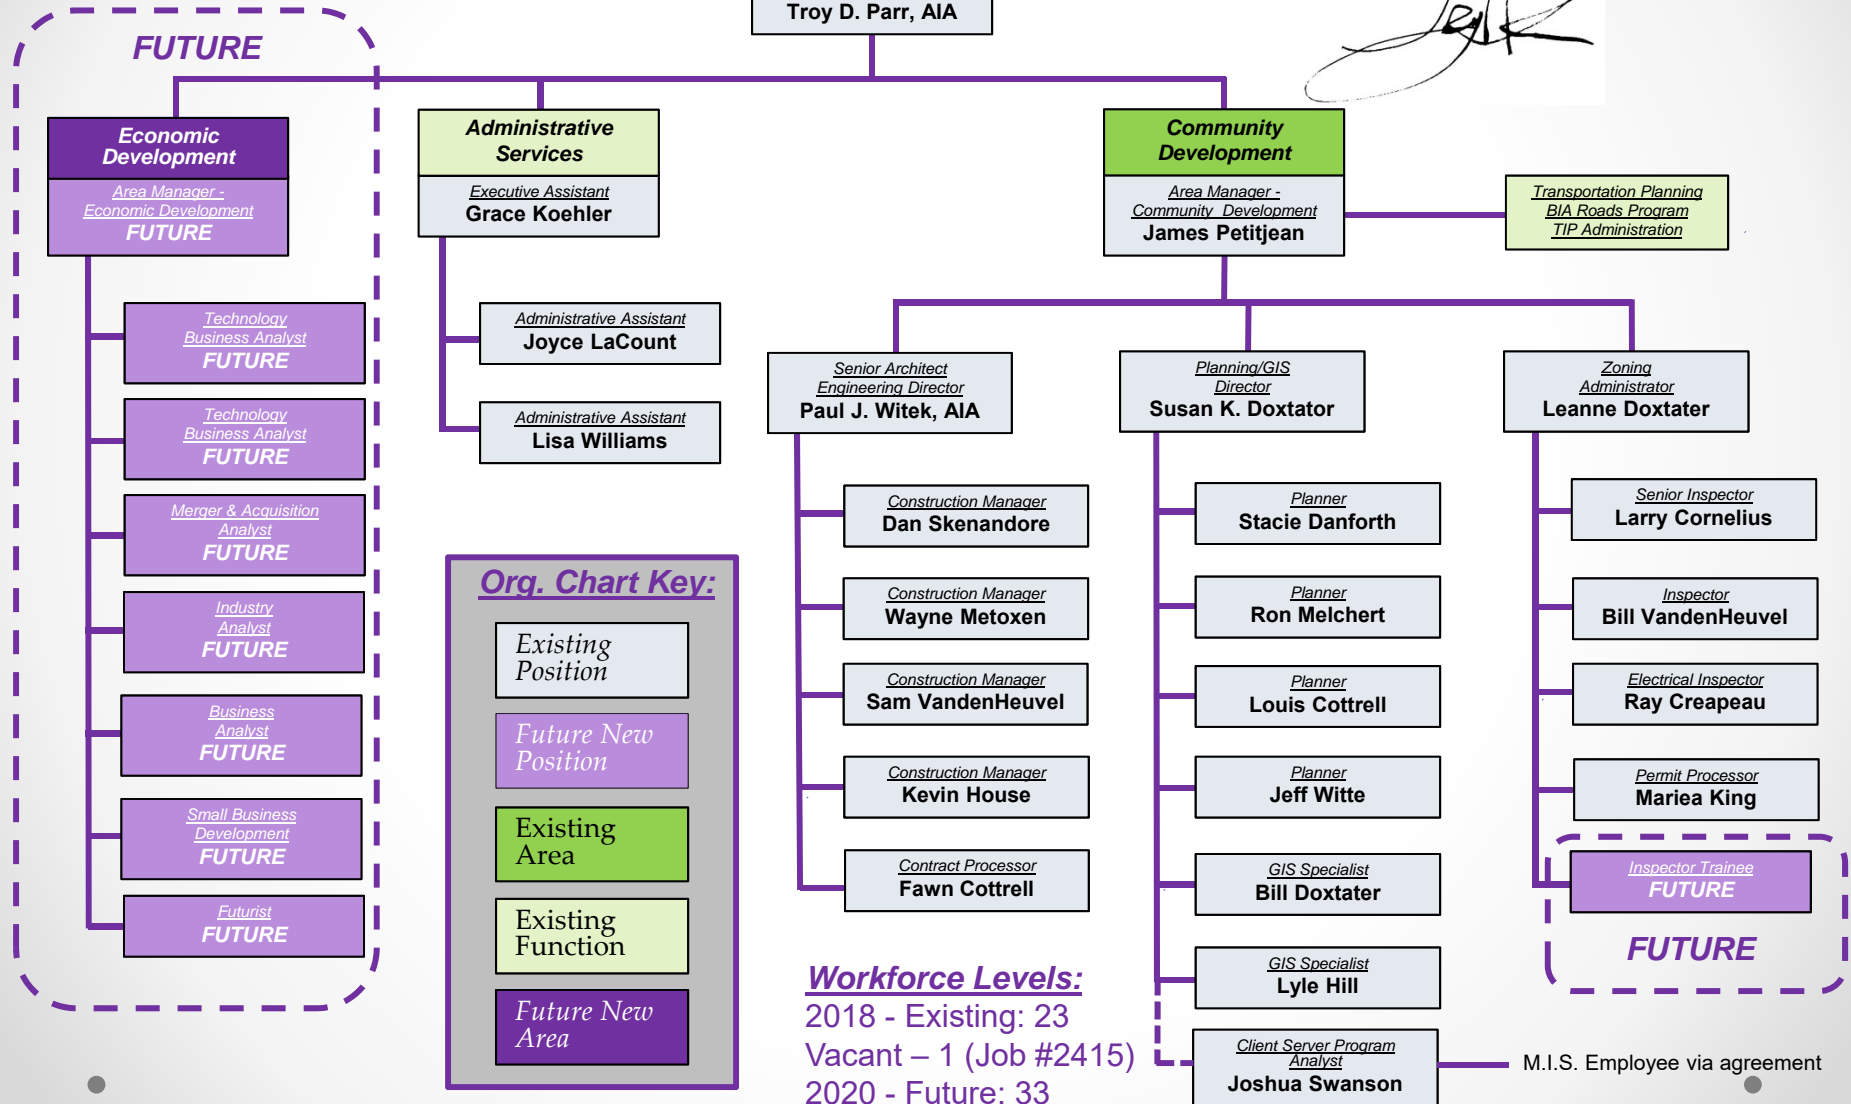 Troy D. Parr, AIA
FUTURE
Economic
Development
Area Manager -
Economic Development
FUTURE
Technology
Business Analyst
FUTURE
Technology
Business Analyst
FUTURE
Merger & Acquisition
Analyst
FUTURE
Industry
Analyst
FUTURE
Business
Analyst
FUTURE
Small Business
Development
FUTURE
Futurist
FUTURE
Administrative
Services
Executive Assistant
Grace Koehler
Administrative Assistant
Joyce LaCount
Administrative Assistant
Lisa Williams
Org. Chart Key:
Existing
Position
Future New
Position
Existing
Area
Existing
Function
Future New
Area
Community
Development
Area Manager -
Community Development
James Petitjean
Transportation Planning
BIA Roads Program
TIP Administration
Senior Architect
Engineering Director
Paul J. Witek, AIA
Construction Manager
Dan Skenandore
Construction Manager
Wayne Metoxen
Construction Manager
Sam VandenHeuvel
Construction Manager
Kevin House
Contract Processor
Fawn Cottrell
Planning/GIS
Director
Susan K. Doxtator
Planner
Stacie Danforth
Planner
Ron Melchert
Planner
Louis Cottrell
Planner
Jeff Witte
GIS Specialist
Bill Doxtater
GIS Specialist
Lyle Hill
Client Server Program
Analyst
Joshua Swanson
M.I.S. Employee via agreement
Zoning
Administrator
Leanne Doxtater
Senior Inspector
Larry Cornelius
Inspector
Bill VandenHeuvel
Electrical Inspector
Ray Creapeau
Permit Processor
Mariea King
Inspector Trainee
FUTURE
FUTURE
Workforce Levels:
2018 - Existing: 23
Vacant – 1 (Job #2415)
2020 - Future: 33